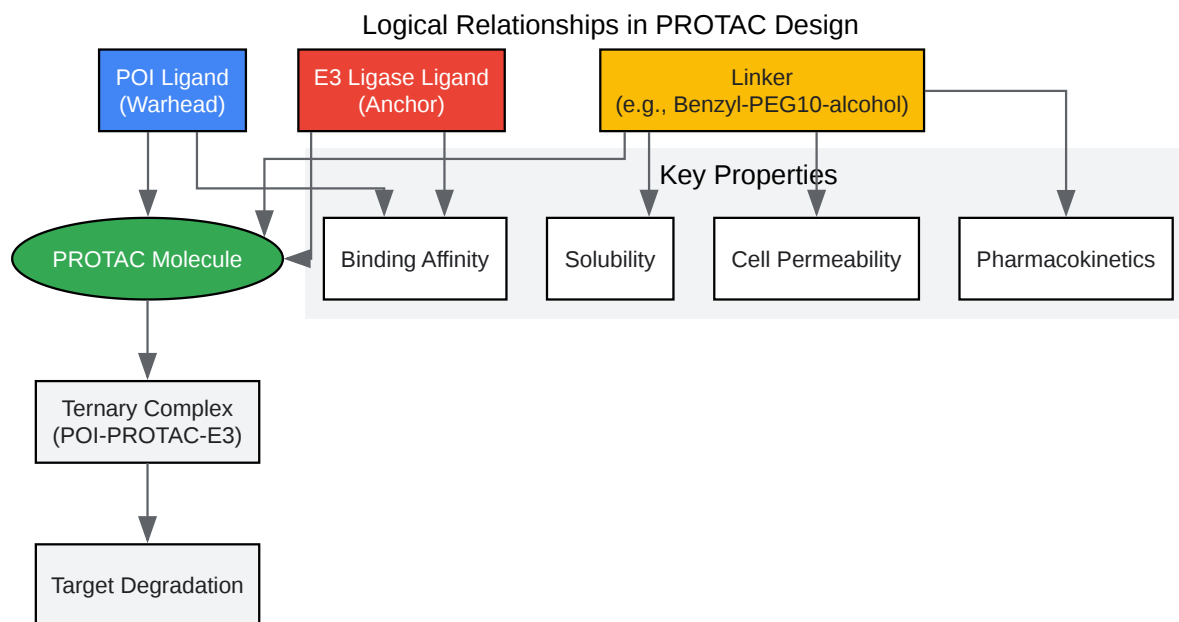 Logical Relationships in PROTAC Design
POI Ligand
(Warhead)
E3 Ligase Ligand
(Anchor)
Linker
(e.g., Benzyl-PEG10-alcohol)
Key Properties
PROTAC Molecule
Binding Affinity
Solubility
Cell Permeability
Pharmacokinetics
Ternary Complex
(POI-PROTAC-E3)
Target Degradation